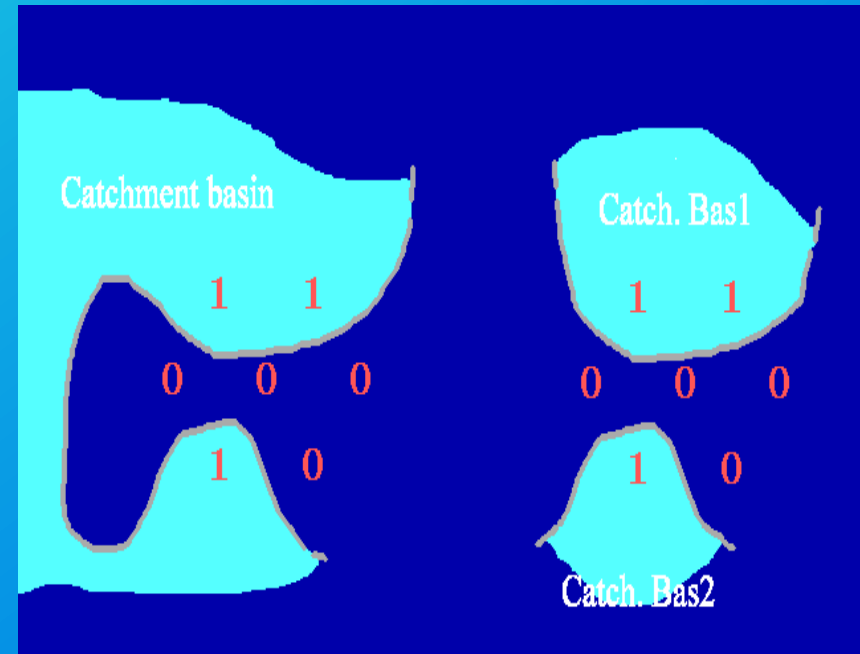 Catchment basin
Catch. Bas1
1 1
1 1
0 0 0
0 0 0
1 0
1 0
Catch. Bas2